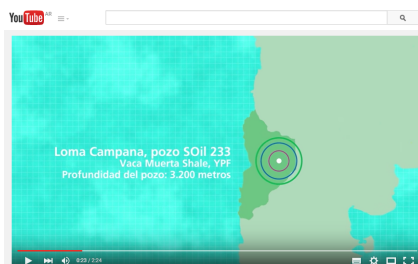 YouTube AR
Loma Campana, pozo SOil 233
Vaca Muerta Shale, YPF
Profundidad del pozo: 3.200 metros
0:23 / 2:24